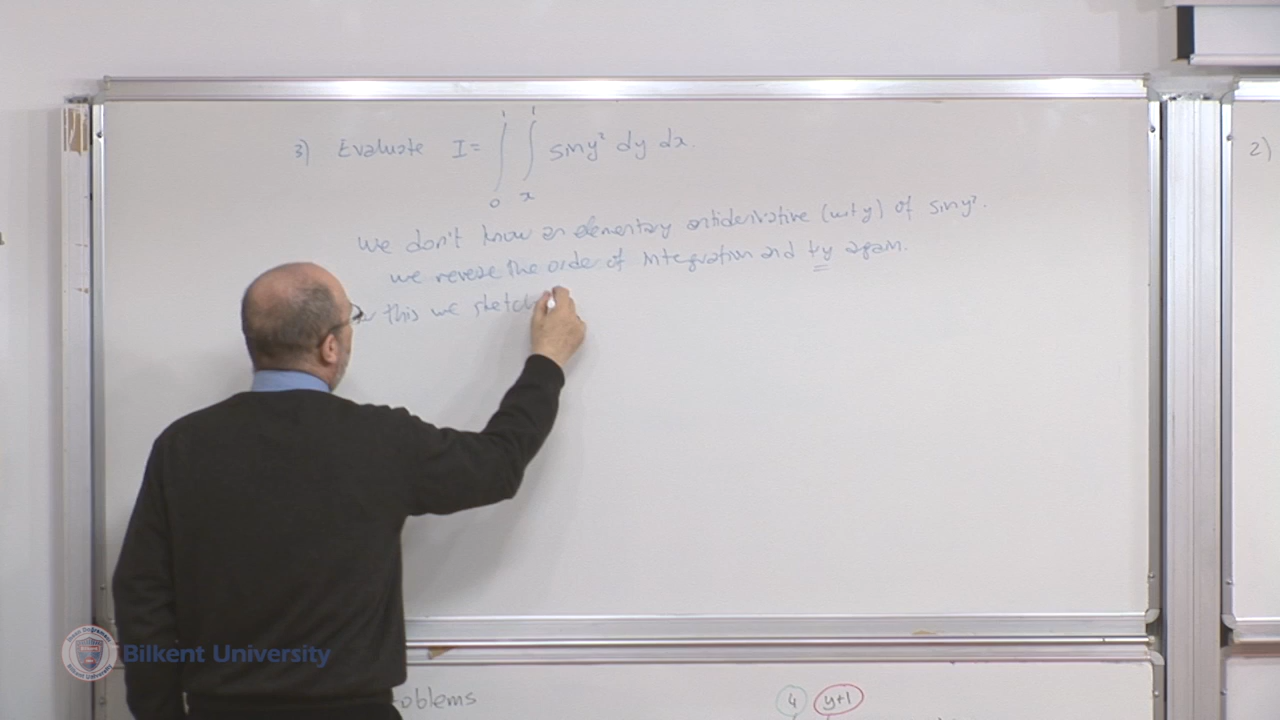 3) Evaluate I = ∫₀¹ ∫ₓ¹ sin y² dy dx.
We don't know an elementary antiderivative (wrt y) of sin y².
we reverse the order of integration and try again.
this we sketch
2)
Bilkent University
oblems
4 y+1